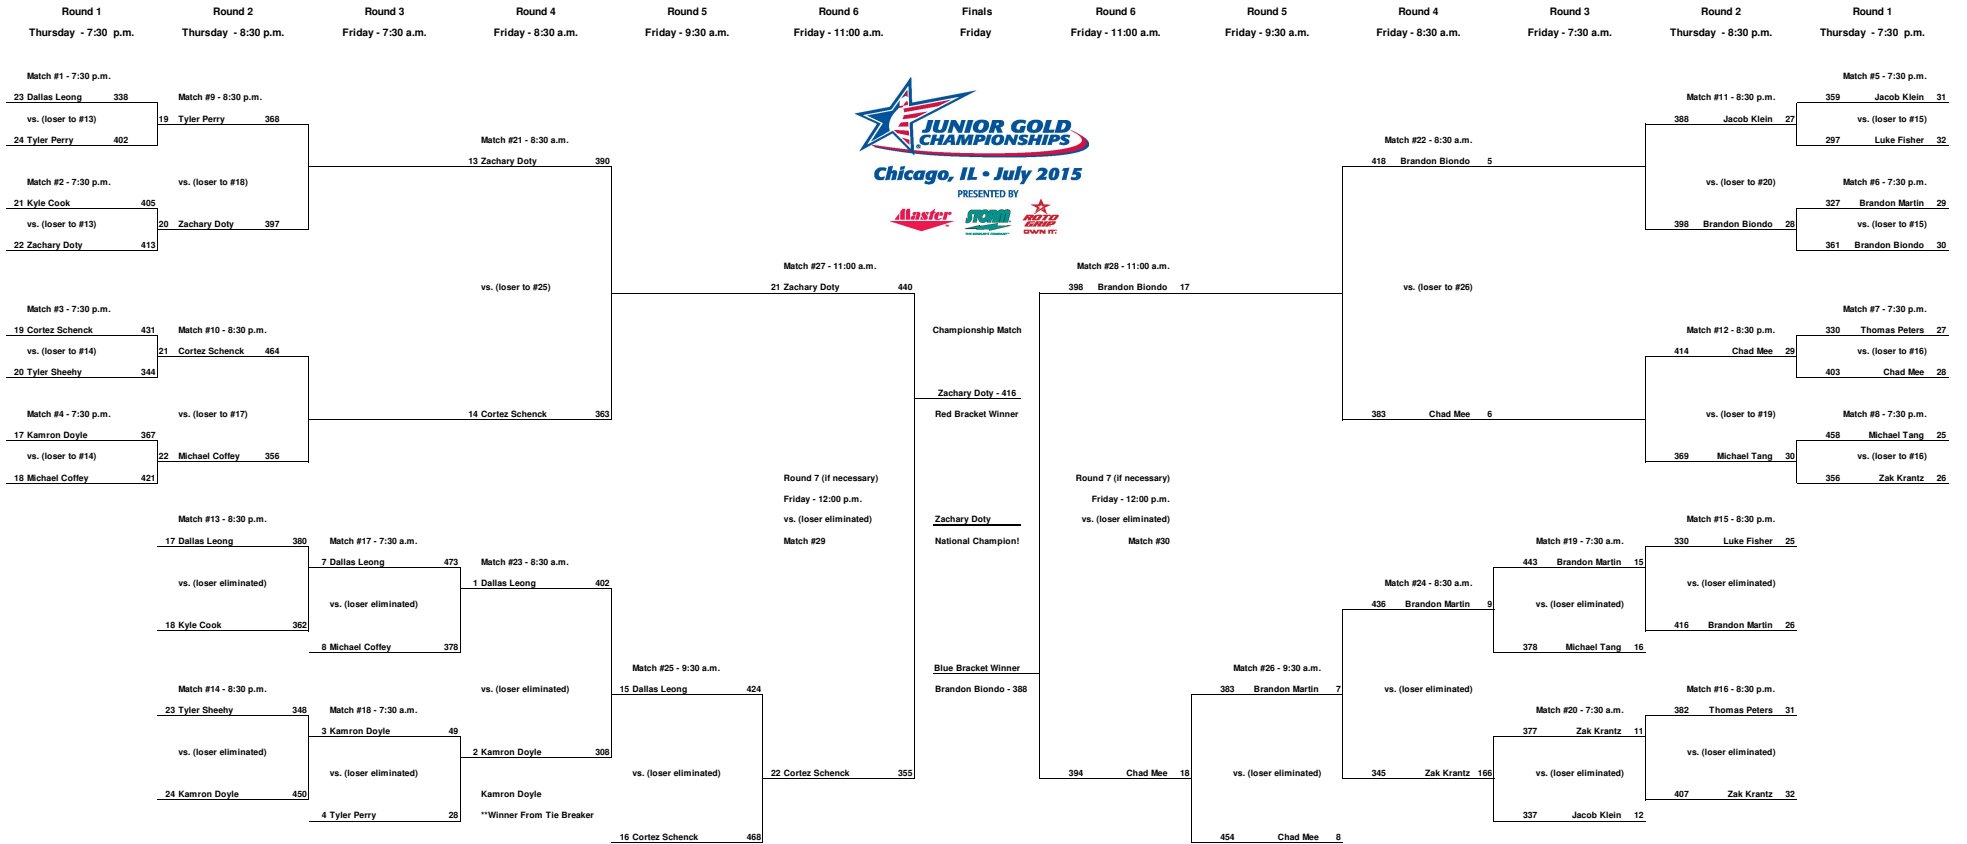 Round 1 Round 2 Round 3 Round 4 Round 5 Round 6 Finals Round 6 Round 5 Round 4 Round 3 Round 2 Round 1
Thursday - 7:30 p.m. Thursday - 8:30 p.m. Friday - 7:30 a.m. Friday - 8:30 a.m. Friday - 9:30 a.m. Friday - 11:00 a.m. Friday Friday - 11:00 a.m. Friday - 9:30 a.m. Friday - 8:30 a.m. Friday - 7:30 a.m. Thursday - 8:30 p.m. Thursday - 7:30 p.m.
Match #1 - 7:30 p.m. Match #5 - 7:30 p.m.
23 Dallas Leong 338 Match #9 - 8:30 p.m. Match #11 - 8:30 p.m. 359 Jacob Klein 31
vs. (loser to #13) 19 Tyler Perry 368 388 Jacob Klein 27 vs. (loser to #15)
24 Tyler Perry 402 Match #21 - 8:30 a.m. Match #22 - 8:30 a.m. 297 Luke Fisher 32
JUNIOR GOLD
CHAMPIONSHIPS
13 Zachary Doty 390 418 Brandon Biondo 5
Chicago, IL • July 2015
Match #2 - 7:30 p.m. vs. (loser to #18) vs. (loser to #20) Match #6 - 7:30 p.m.
PRESENTED BY
21 Kyle Cook 405 327 Brandon Martin 29
Master STORM ROTO GRIP
THE BOWLER'S COMPANY OWN IT.
vs. (loser to #13) 20 Zachary Doty 397 398 Brandon Biondo 28 vs. (loser to #15)
22 Zachary Doty 413 361 Brandon Biondo 30
Match #27 - 11:00 a.m. Match #28 - 11:00 a.m.
vs. (loser to #25) 21 Zachary Doty 440 398 Brandon Biondo 17 vs. (loser to #26)
Match #3 - 7:30 p.m. Match #7 - 7:30 p.m.
19 Cortez Schenck 431 Match #10 - 8:30 p.m. Championship Match Match #12 - 8:30 p.m. 330 Thomas Peters 27
vs. (loser to #14) 21 Cortez Schenck 464 414 Chad Mee 29 vs. (loser to #16)
20 Tyler Sheehy 344 403 Chad Mee 28
Zachary Doty - 416
Match #4 - 7:30 p.m. vs. (loser to #17) 14 Cortez Schenck 363 Red Bracket Winner 383 Chad Mee 6 vs. (loser to #19) Match #8 - 7:30 p.m.
17 Kamron Doyle 367 458 Michael Tang 25
vs. (loser to #14) 22 Michael Coffey 356 369 Michael Tang 30 vs. (loser to #16)
18 Michael Coffey 421 Round 7 (if necessary) Round 7 (if necessary) 356 Zak Krantz 26
Friday - 12:00 p.m. Friday - 12:00 p.m.
Match #13 - 8:30 p.m. vs. (loser eliminated) Zachary Doty vs. (loser eliminated) Match #15 - 8:30 p.m.
17 Dallas Leong 380 Match #17 - 7:30 a.m. Match #29 National Champion! Match #30 Match #19 - 7:30 a.m. 330 Luke Fisher 25
7 Dallas Leong 473 Match #23 - 8:30 a.m. 443 Brandon Martin 15
vs. (loser eliminated) 1 Dallas Leong 402 Match #24 - 8:30 a.m. vs. (loser eliminated)
vs. (loser eliminated) 436 Brandon Martin 9 vs. (loser eliminated)
18 Kyle Cook 362 416 Brandon Martin 26
8 Michael Coffey 378 378 Michael Tang 16
Match #25 - 9:30 a.m. Blue Bracket Winner Match #26 - 9:30 a.m.
Match #14 - 8:30 p.m. vs. (loser eliminated) 15 Dallas Leong 424 Brandon Biondo - 388 383 Brandon Martin 7 vs. (loser eliminated) Match #16 - 8:30 p.m.
23 Tyler Sheehy 348 Match #18 - 7:30 a.m. Match #20 - 7:30 a.m. 382 Thomas Peters 31
3 Kamron Doyle 49 377 Zak Krantz 11
vs. (loser eliminated) 2 Kamron Doyle 308 vs. (loser eliminated)
vs. (loser eliminated) vs. (loser eliminated) 22 Cortez Schenck 355 394 Chad Mee 18 vs. (loser eliminated) 345 Zak Krantz 166 vs. (loser eliminated)
24 Kamron Doyle 450 Kamron Doyle 407 Zak Krantz 32
4 Tyler Perry 28 **Winner From Tie Breaker 337 Jacob Klein 12
16 Cortez Schenck 468 454 Chad Mee 8